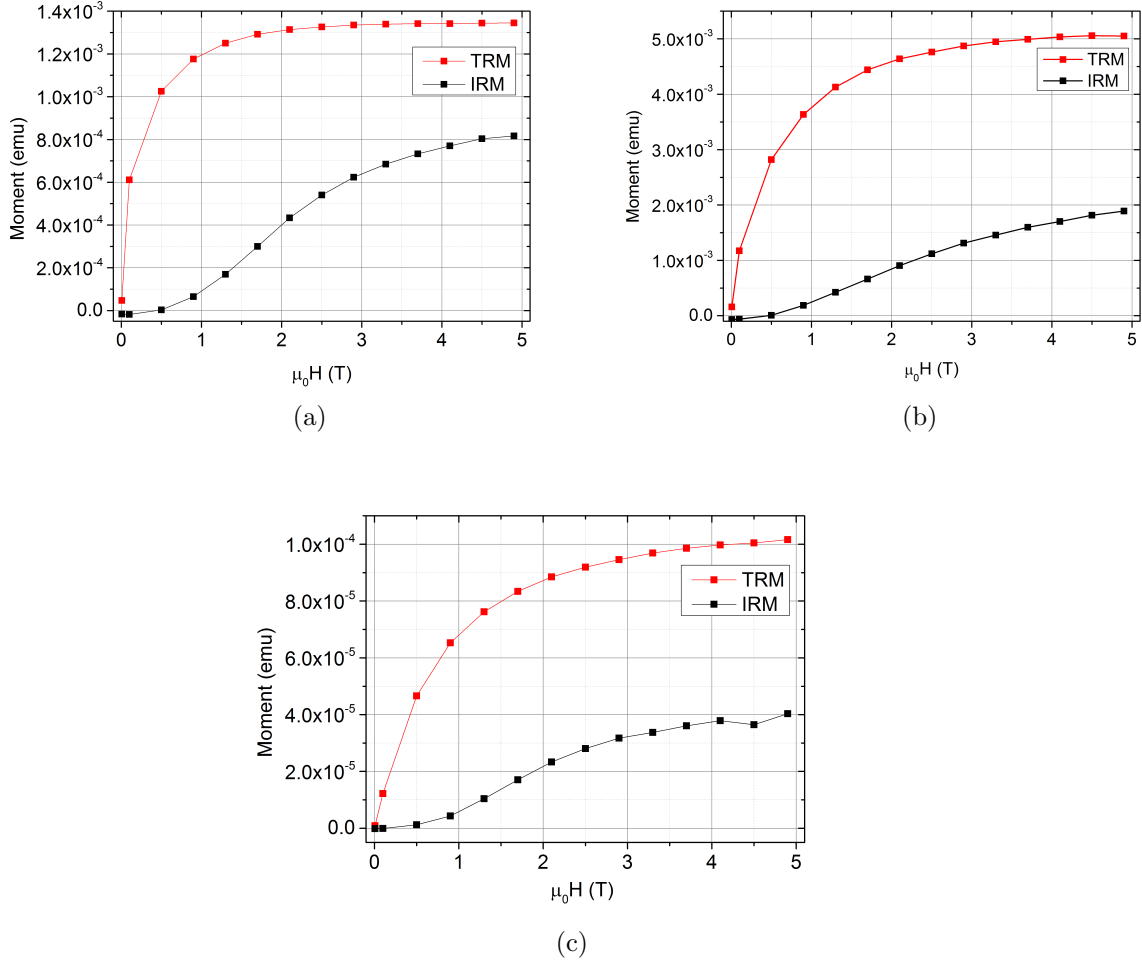 1.4x10⁻³
1.2x10⁻³
1.0x10⁻³
8.0x10⁻⁴
6.0x10⁻⁴
4.0x10⁻⁴
2.0x10⁻⁴
0.0
Moment (emu)
TRM
IRM
0 1 2 3 4 5
μ₀H (T)
(a)
5.0x10⁻³
4.0x10⁻³
3.0x10⁻³
2.0x10⁻³
1.0x10⁻³
0.0
Moment (emu)
TRM
IRM
0 1 2 3 4 5
μ₀H (T)
(b)
1.0x10⁻⁴
8.0x10⁻⁵
6.0x10⁻⁵
4.0x10⁻⁵
2.0x10⁻⁵
0.0
Moment (emu)
TRM
IRM
0 1 2 3 4 5
μ₀H (T)
(c)